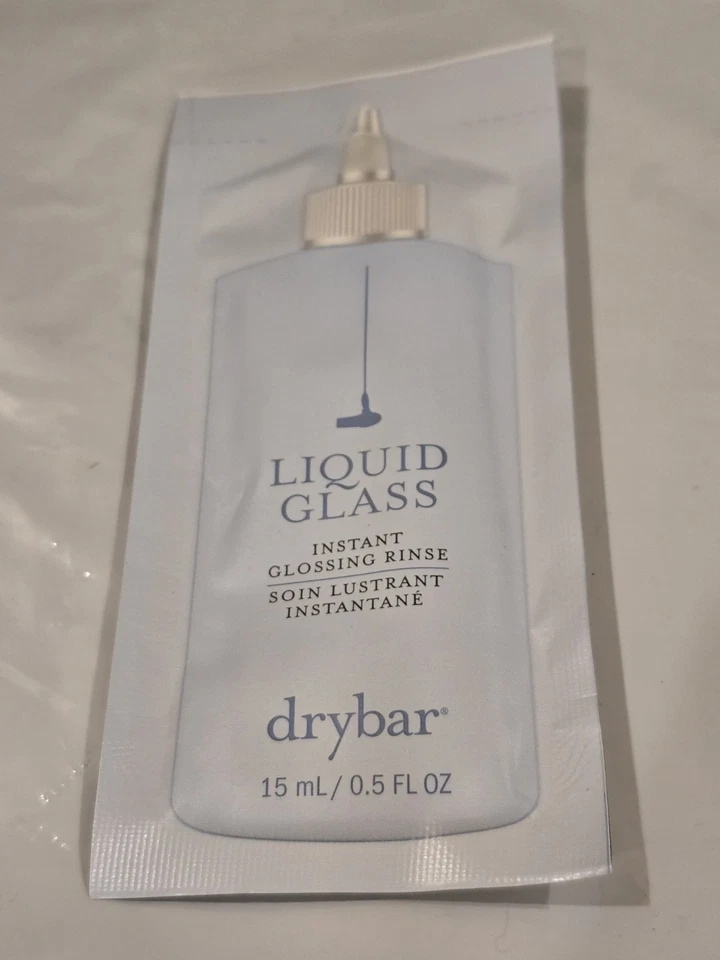 LIQUID
GLASS
INSTANT
GLOSSING RINSE
SOIN LUSTRANT
INSTANTANÉ
drybar®
15 mL / 0.5 FL OZ